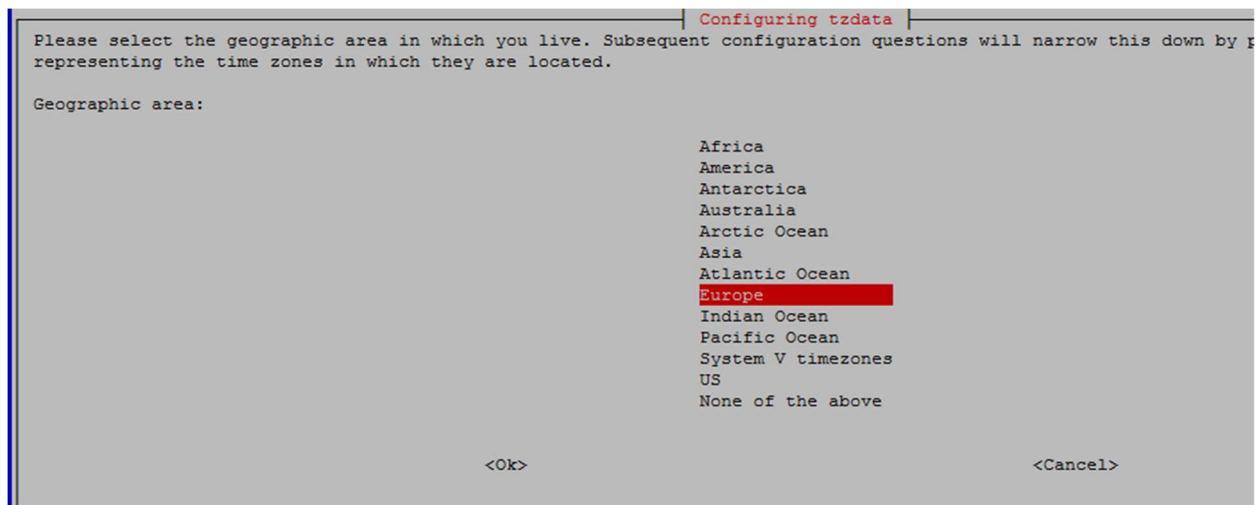 Configuring tzdata
Please select the geographic area in which you live. Subsequent configuration questions will narrow this down by
representing the time zones in which they are located.
Geographic area:
Africa
America
Antarctica
Australia
Arctic Ocean
Asia
Atlantic Ocean
Europe
Indian Ocean
Pacific Ocean
System V timezones
US
None of the above
<Ok> <Cancel>